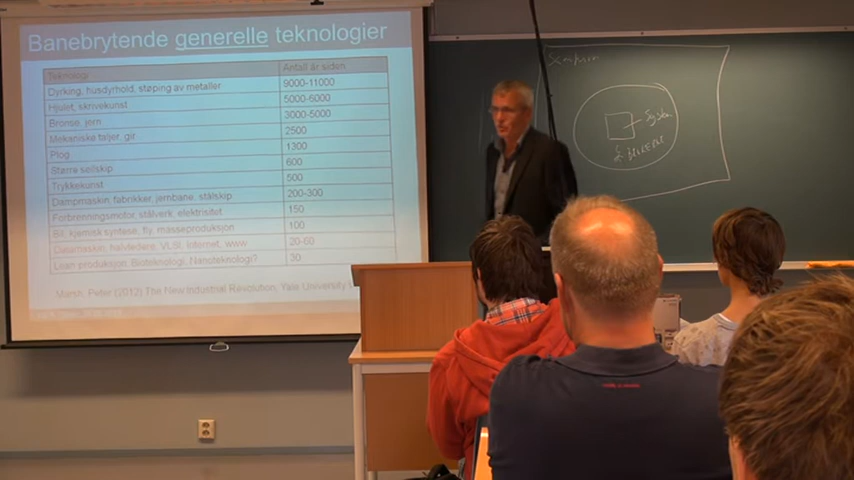 Banebrytende generelle teknologier
Teknologi Antall år siden
Dyrking, husdyrhold, støping av metaller 9000-11000
Hjulet, skrivekunst 5000-6000
Bronse, jern 3000-5000
Mekaniske taljer, gir 2500
Plog 1300
Større seilskip 600
Trykkekunst 500
Dampmaskin, fabrikker, jernbane, stålskip 200-300
Forbrenningsmotor, stålverk, elektrisitet 150
Bil, kjemisk syntese, fly, masseproduksjon 100
Datamaskin, halvledere, VLSI, Internet, www 20-60
Lean produksjon, Bioteknologi, Nanoteknologi? 30
Marsh, Peter (2012) The New Industrial Revolution, Yale University